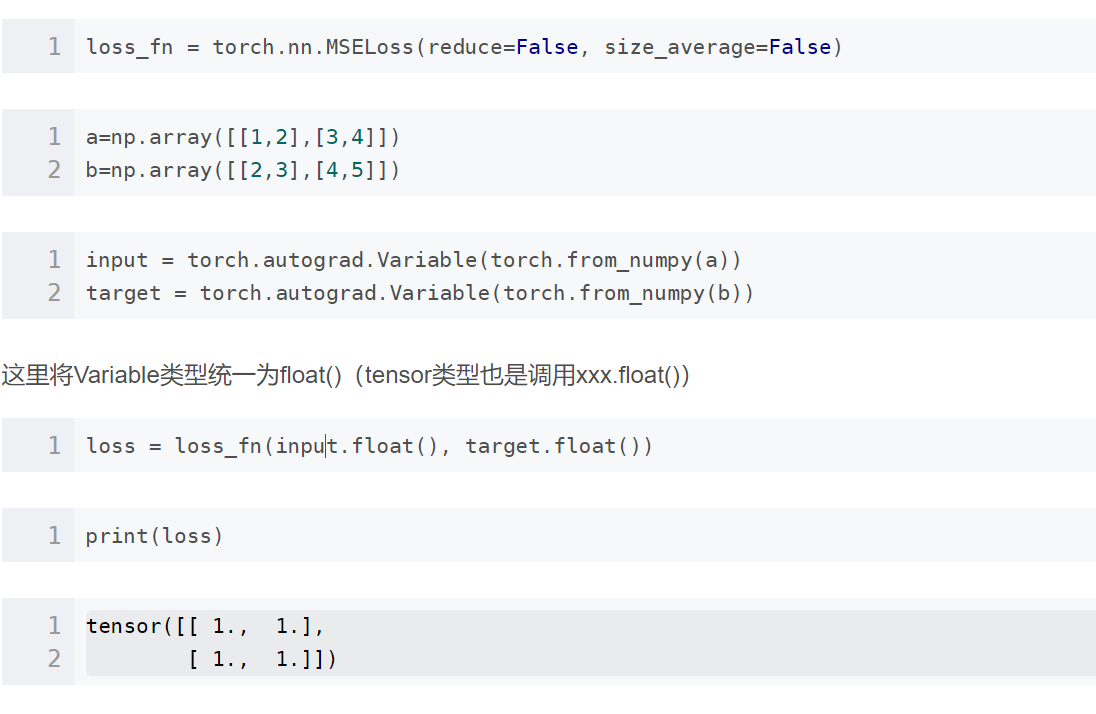 1 loss_fn = torch.nn.MSELoss(reduce=False, size_average=False)
1 a=np.array([[1,2],[3,4]])
2 b=np.array([[2,3],[4,5]])
1 input = torch.autograd.Variable(torch.from_numpy(a))
2 target = torch.autograd.Variable(torch.from_numpy(b))
这里将Variable类型统一为float()（tensor类型也是调用xxx.float()）
1 loss = loss_fn(input.float(), target.float())
1 print(loss)
1 tensor([[ 1.,  1.],
2         [ 1.,  1.]])